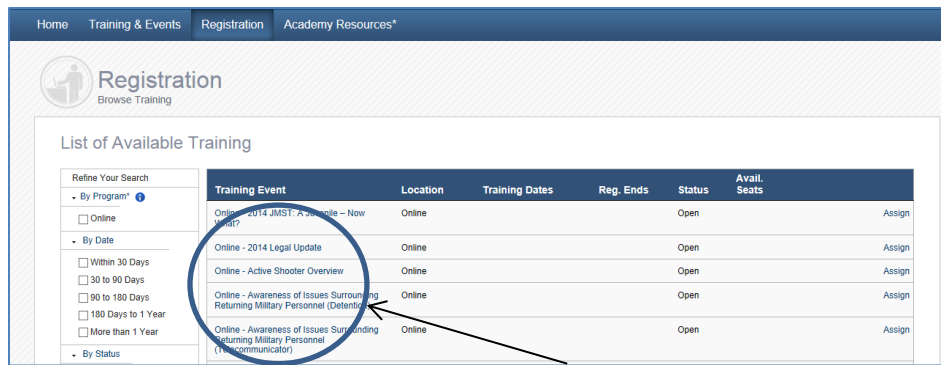 Home Training & Events Registration Academy Resources*
Registration
Browse Training
List of Available Training
Refine Your Search
By Program*
Online
By Date
Within 30 Days
30 to 90 Days
90 to 180 Days
180 Days to 1 Year
More than 1 Year
By Status
Training Event Location Training Dates Reg. Ends Status Avail. Seats
Online - 2014 JMST: A Juvenile – Now Online Open Assign
What?
Online - 2014 Legal Update Online Open Assign
Online - Active Shooter Overview Online Open Assign
Online - Awareness of Issues Surrounding Online Open Assign
Returning Military Personnel (Detention)
Online - Awareness of Issues Surrounding Online Open Assign
Returning Military Personnel
(Telecommunicator)